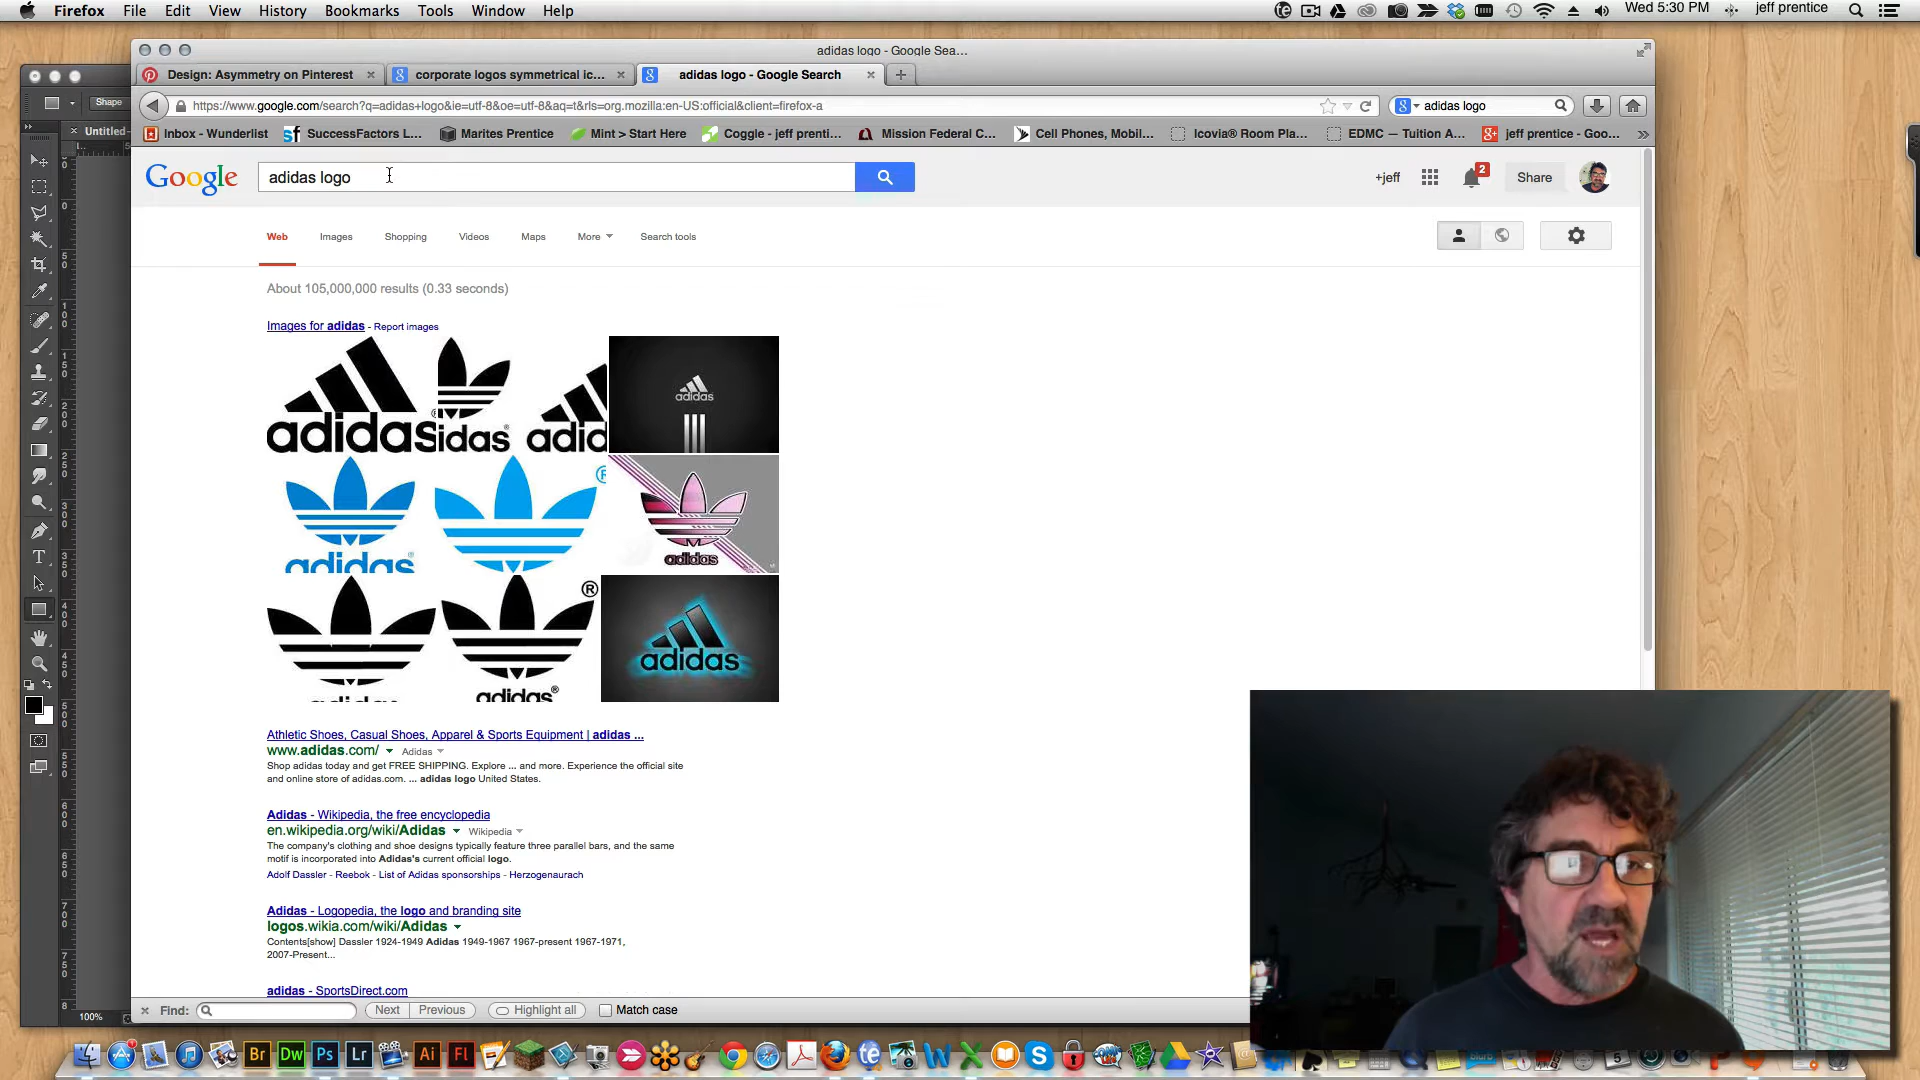 Firefox File Edit View History Bookmarks Tools Window Help
Wed 5:30 PM jeff prentice
adidas logo - Google Sea...
Design: Asymmetry on Pinterest
corporate logos symmetrical ic...
adidas logo - Google Search
Shape
https://www.google.com/search?q=adidas+logo&ie=utf-8&oe=utf-8&aq=t&rls=org.mozilla:en-US:official&client=firefox-a
adidas logo
Untitled-
Inbox - Wunderlist
SuccessFactors L...
Marites Prentice
Mint > Start Here
Coggle - jeff prenti...
Mission Federal C...
Cell Phones, Mobil...
Icovia® Room Pla...
EDMC — Tuition A...
jeff prentice - Goo...
Google
adidas logo
+jeff
2
Share
Web Images Shopping Videos Maps More Search tools
About 105,000,000 results (0.33 seconds)
Images for adidas - Report images
adidas
idas®
adid
adidas
adidas®
®
adidas
adidas
®
adidas®
adidas
Athletic Shoes, Casual Shoes, Apparel & Sports Equipment | adidas ...
www.adidas.com/ Adidas
Shop adidas today and get FREE SHIPPING. Explore ... and more. Experience the official site
and online store of adidas.com. ... adidas logo United States.
Adidas - Wikipedia, the free encyclopedia
en.wikipedia.org/wiki/Adidas Wikipedia
The company's clothing and shoe designs typically feature three parallel bars, and the same
motif is incorporated into Adidas's current official logo.
Adolf Dassler - Reebok - List of Adidas sponsorships - Herzogenaurach
Adidas - Logopedia, the logo and branding site
logos.wikia.com/wiki/Adidas
Contents[show] Dassler 1924-1949 Adidas 1949-1967 1967-present 1967-1971,
2007-Present...
adidas - SportsDirect.com
Find: Next Previous Highlight all Match case
100%
Br Dw Ps Lr Ai Fl